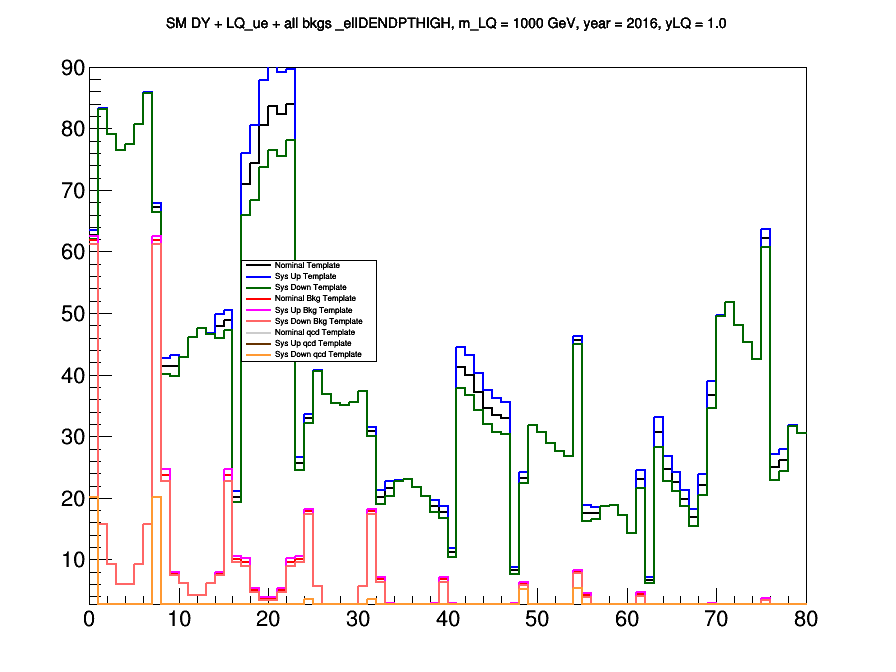 SM DY + LQ_ue + all bkgs _elIDENDPTHIGH, m_LQ = 1000 GeV, year = 2016, yLQ = 1.0
90
80
70
60
50
40
30
20
10
Nominal Template
Sys Up Template
Sys Down Template
Nominal Bkg Template
Sys Up Bkg Template
Sys Down Bkg Template
Nominal qcd Template
Sys Up qcd Template
Sys Down qcd Template
0 10 20 30 40 50 60 70 80